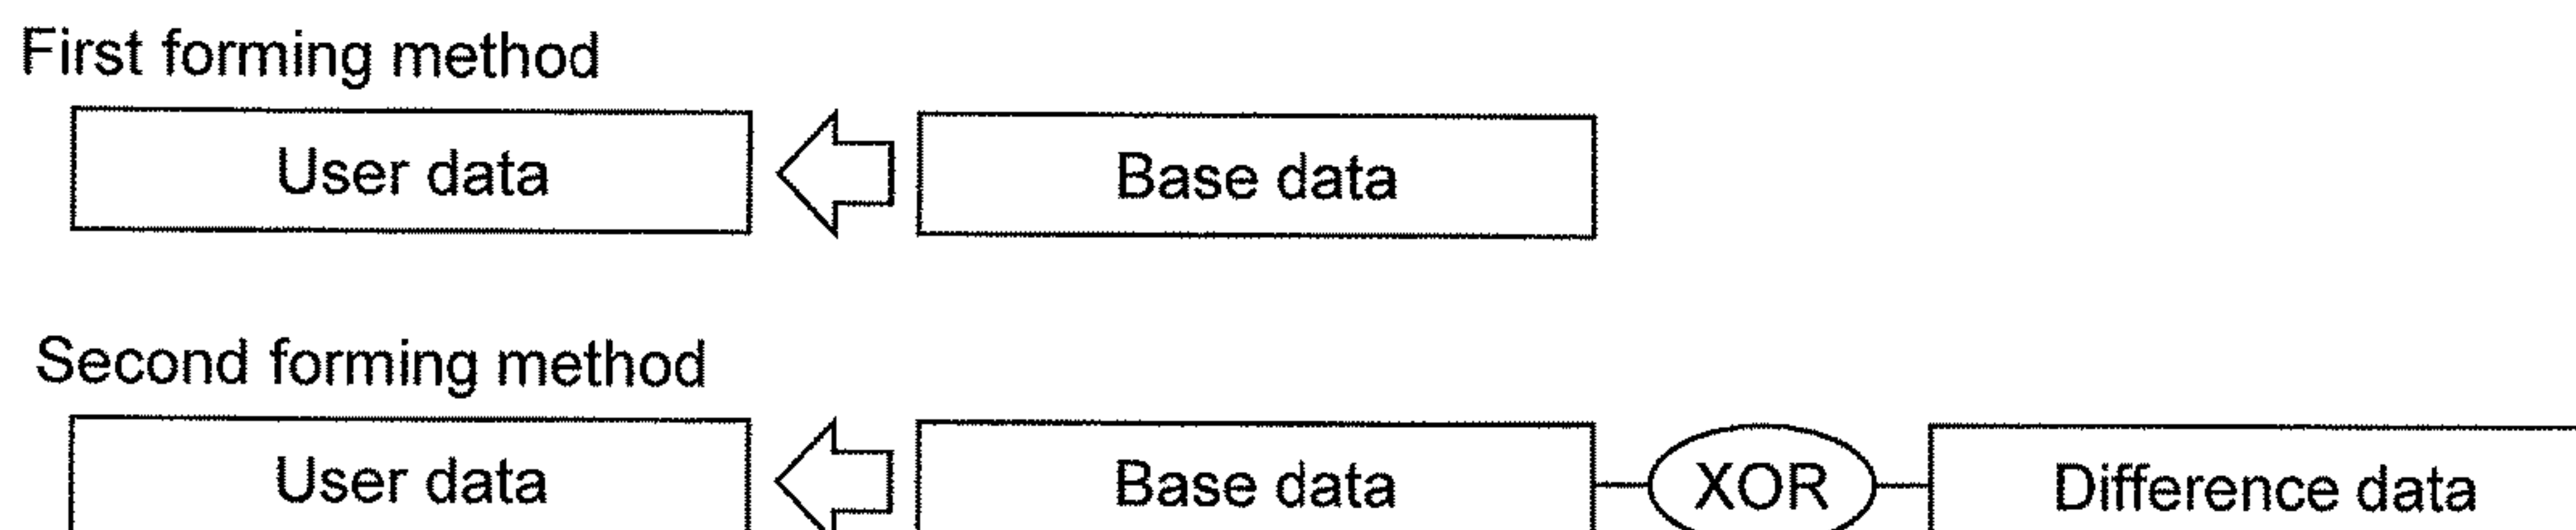 First forming method
User data
Base data
Second forming method
User data
Base data
XOR
Difference data